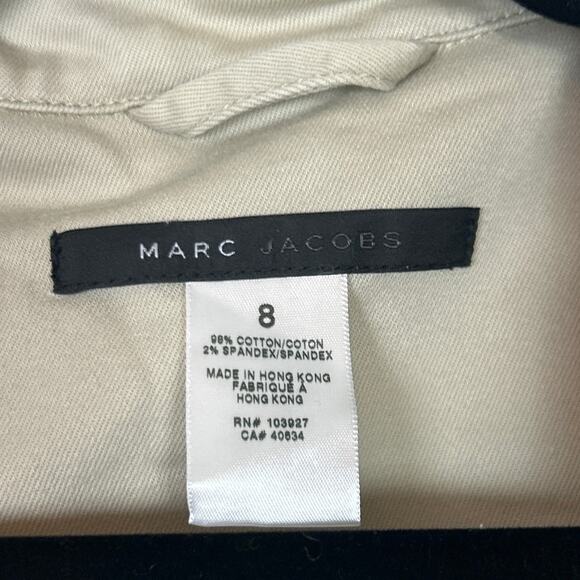 MARC JACOBS
8
98% COTTON/COTON
2% SPANDEX/SPANDEX
MADE IN HONG KONG
FABRIQUÉ À
HONG KONG
RN# 103927
CA# 40634